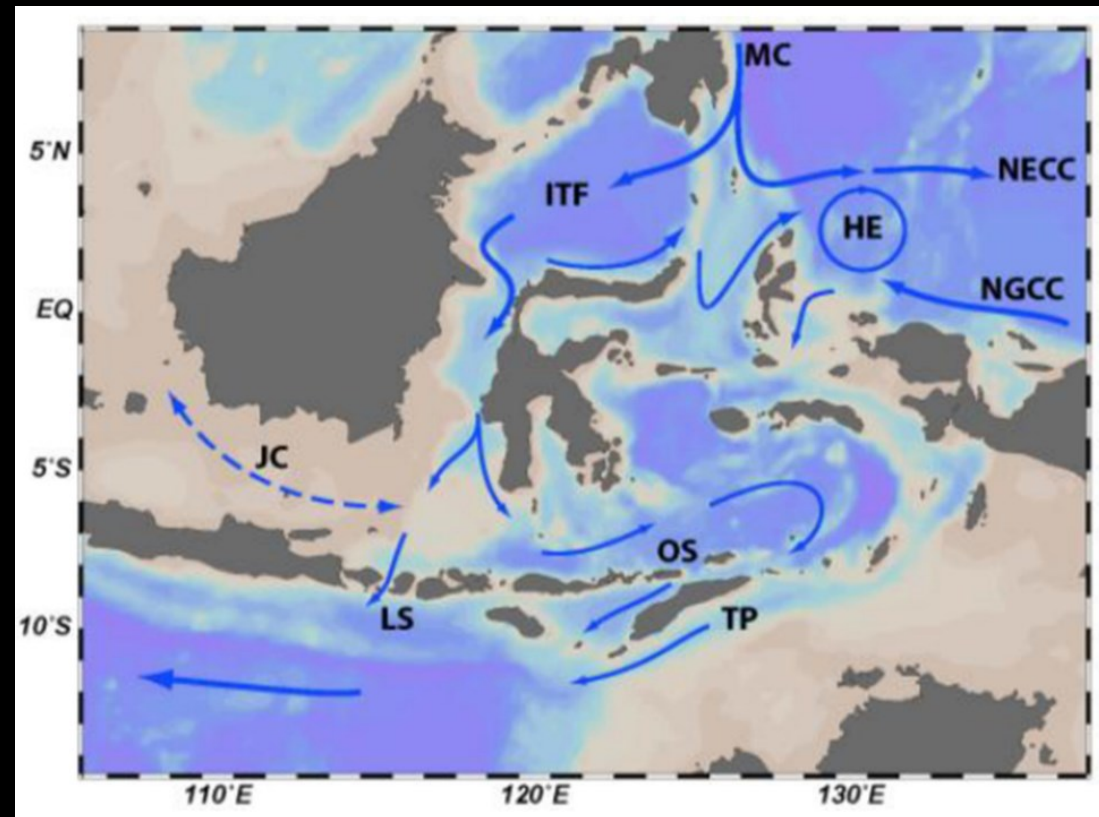 MC
5°N
NECC
ITF
HE
NGCC
EQ
JC
5°S
OS
10°S
LS
TP
110°E
120°E
130°E